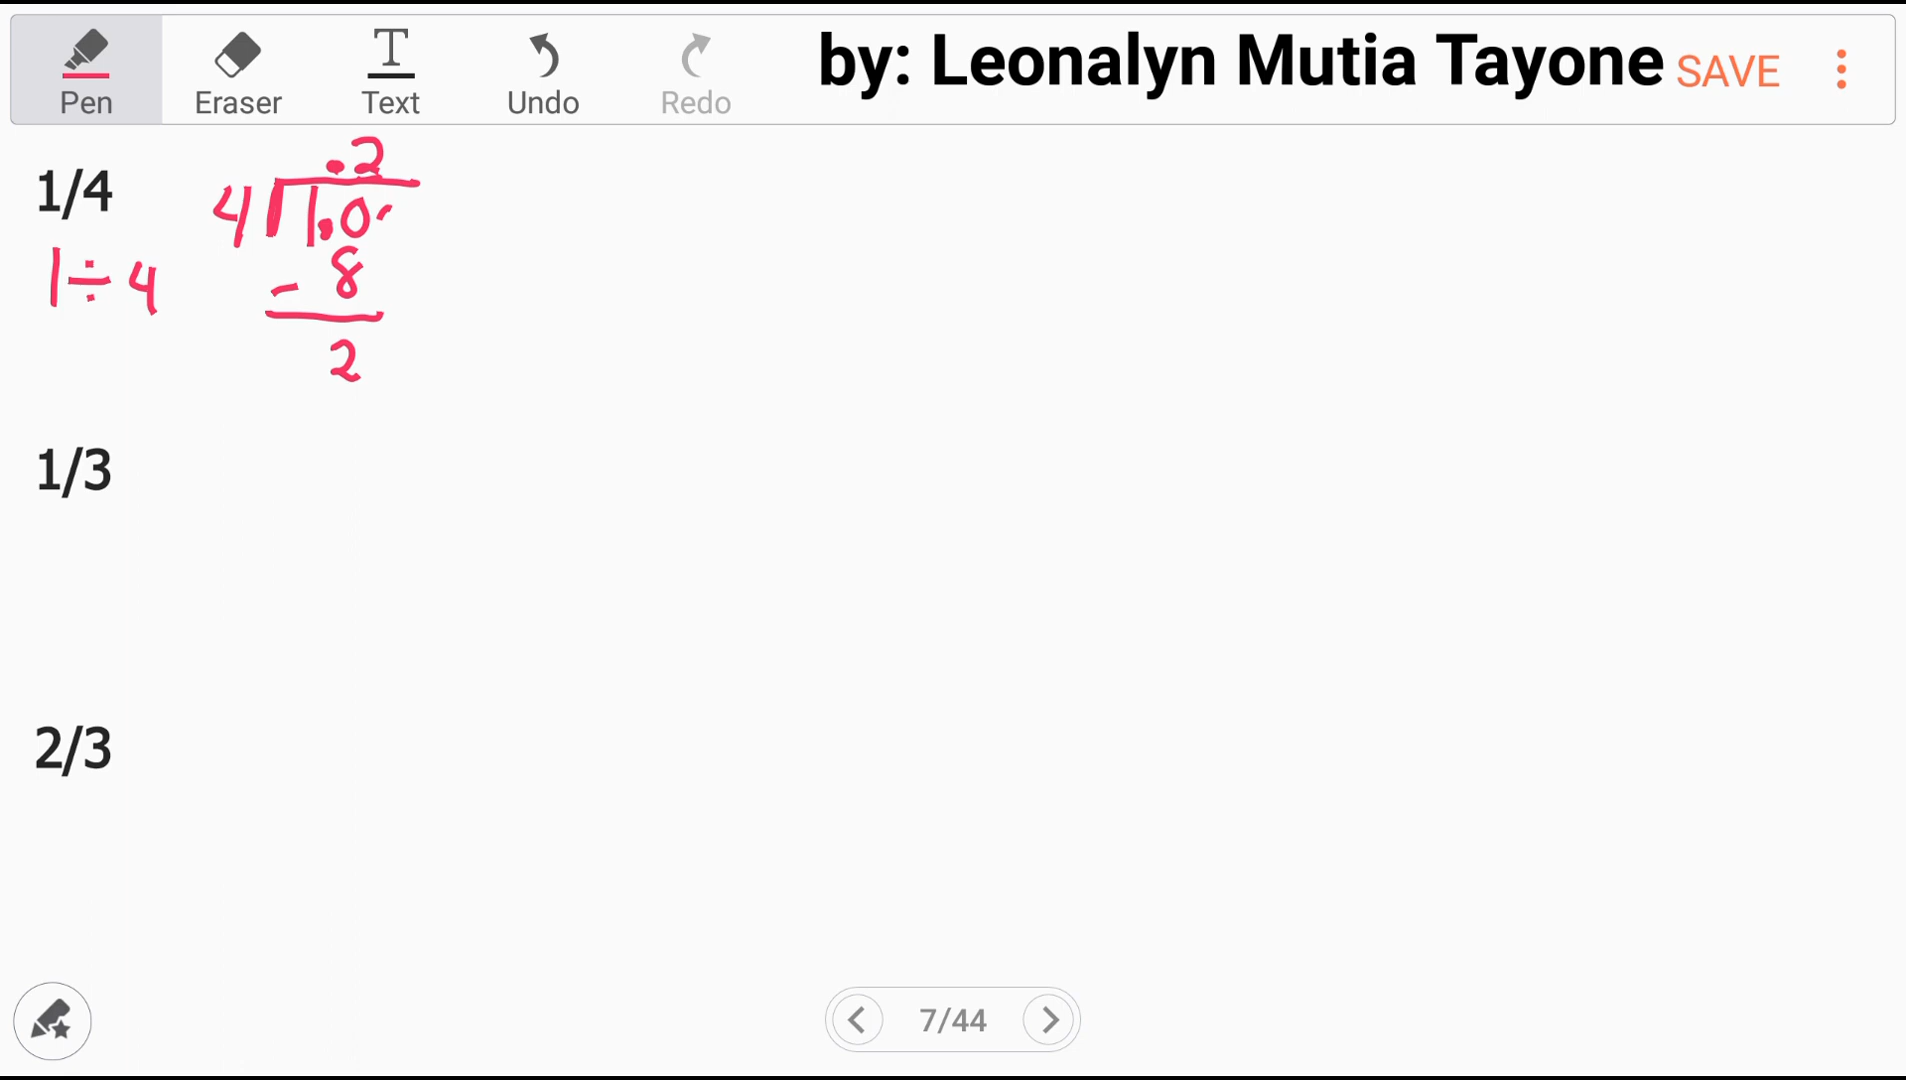 Pen Eraser Text Undo Redo by: Leonalyn Mutia Tayone SAVE
.2
1/4 4 1.0
1÷4 - 8
2
1/3
2/3
7/44